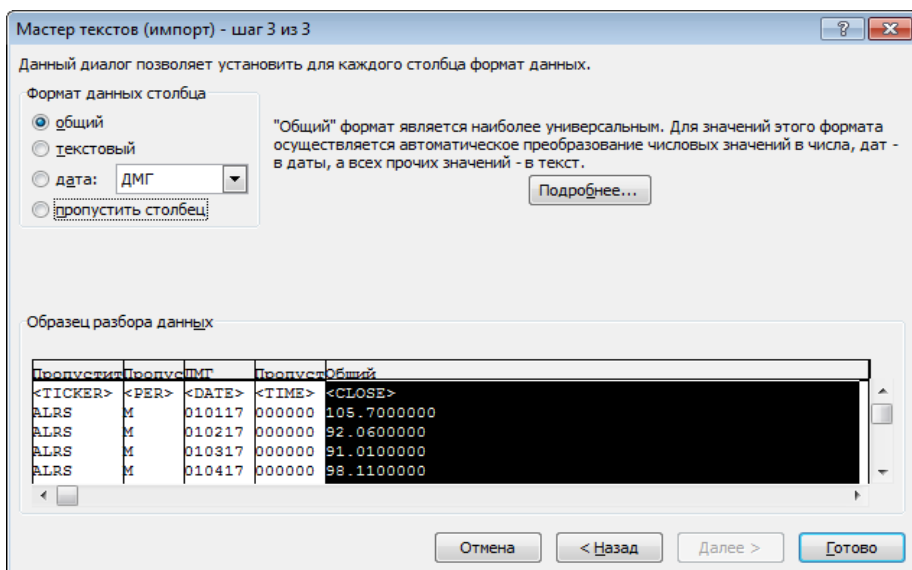 Мастер текстов (импорт) - шаг 3 из 3
Данный диалог позволяет установить для каждого столбца формат данных.
Формат данных столбца
общий
текстовый
дата: ДМГ
пропустить столбец
"Общий" формат является наиболее универсальным. Для значений этого формата
осуществляется автоматическое преобразование числовых значений в числа, дат -
в даты, а всех прочих значений - в текст.
Подробнее...
Образец разбора данных
Пропустит Пропус ДМГ Пропуст Общий
<TICKER> <PER> <DATE> <TIME> <CLOSE>
ALRS M 010117 000000 105.7000000
ALRS M 010217 000000 92.0600000
ALRS M 010317 000000 91.0100000
ALRS M 010417 000000 98.1100000
Отмена < Назад Далее > Готово